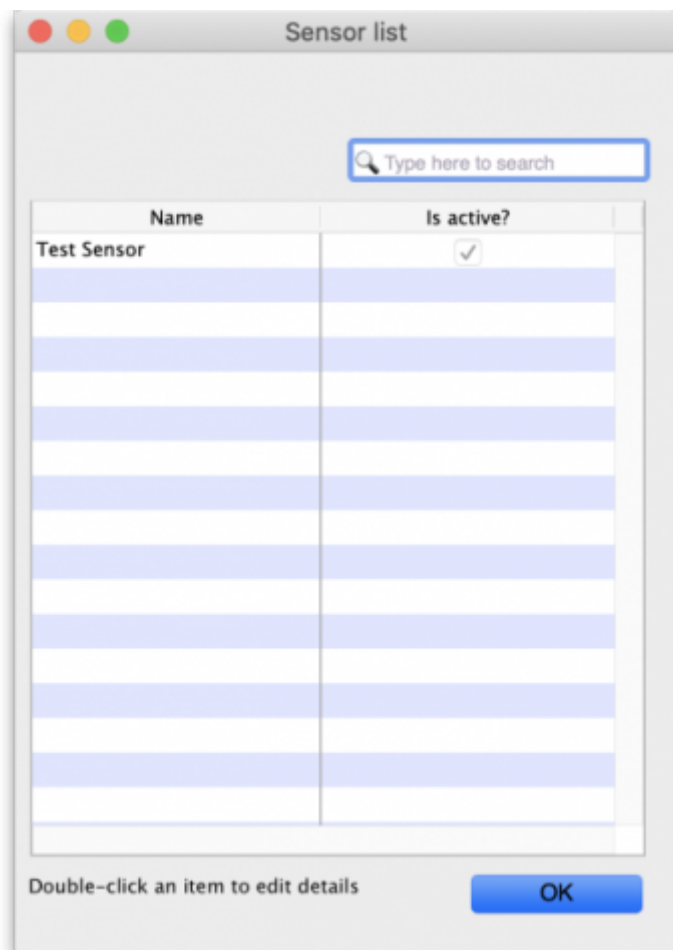 Sensor list
Type here to search
Name Is active?
Test Sensor
Double-click an item to edit details
OK